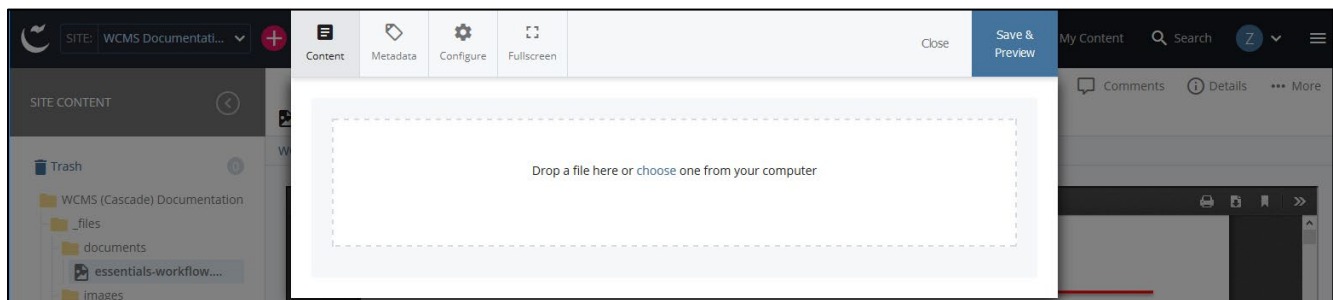 SITE: WCMS Documentati...
Content
Metadata
Configure
Fullscreen
Close
Save &
Preview
My Content
Search
Z
SITE CONTENT
Comments
Details
More
Trash
0
WCMS (Cascade) Documentation
_files
documents
essentials-workflow....
images
Drop a file here or choose one from your computer